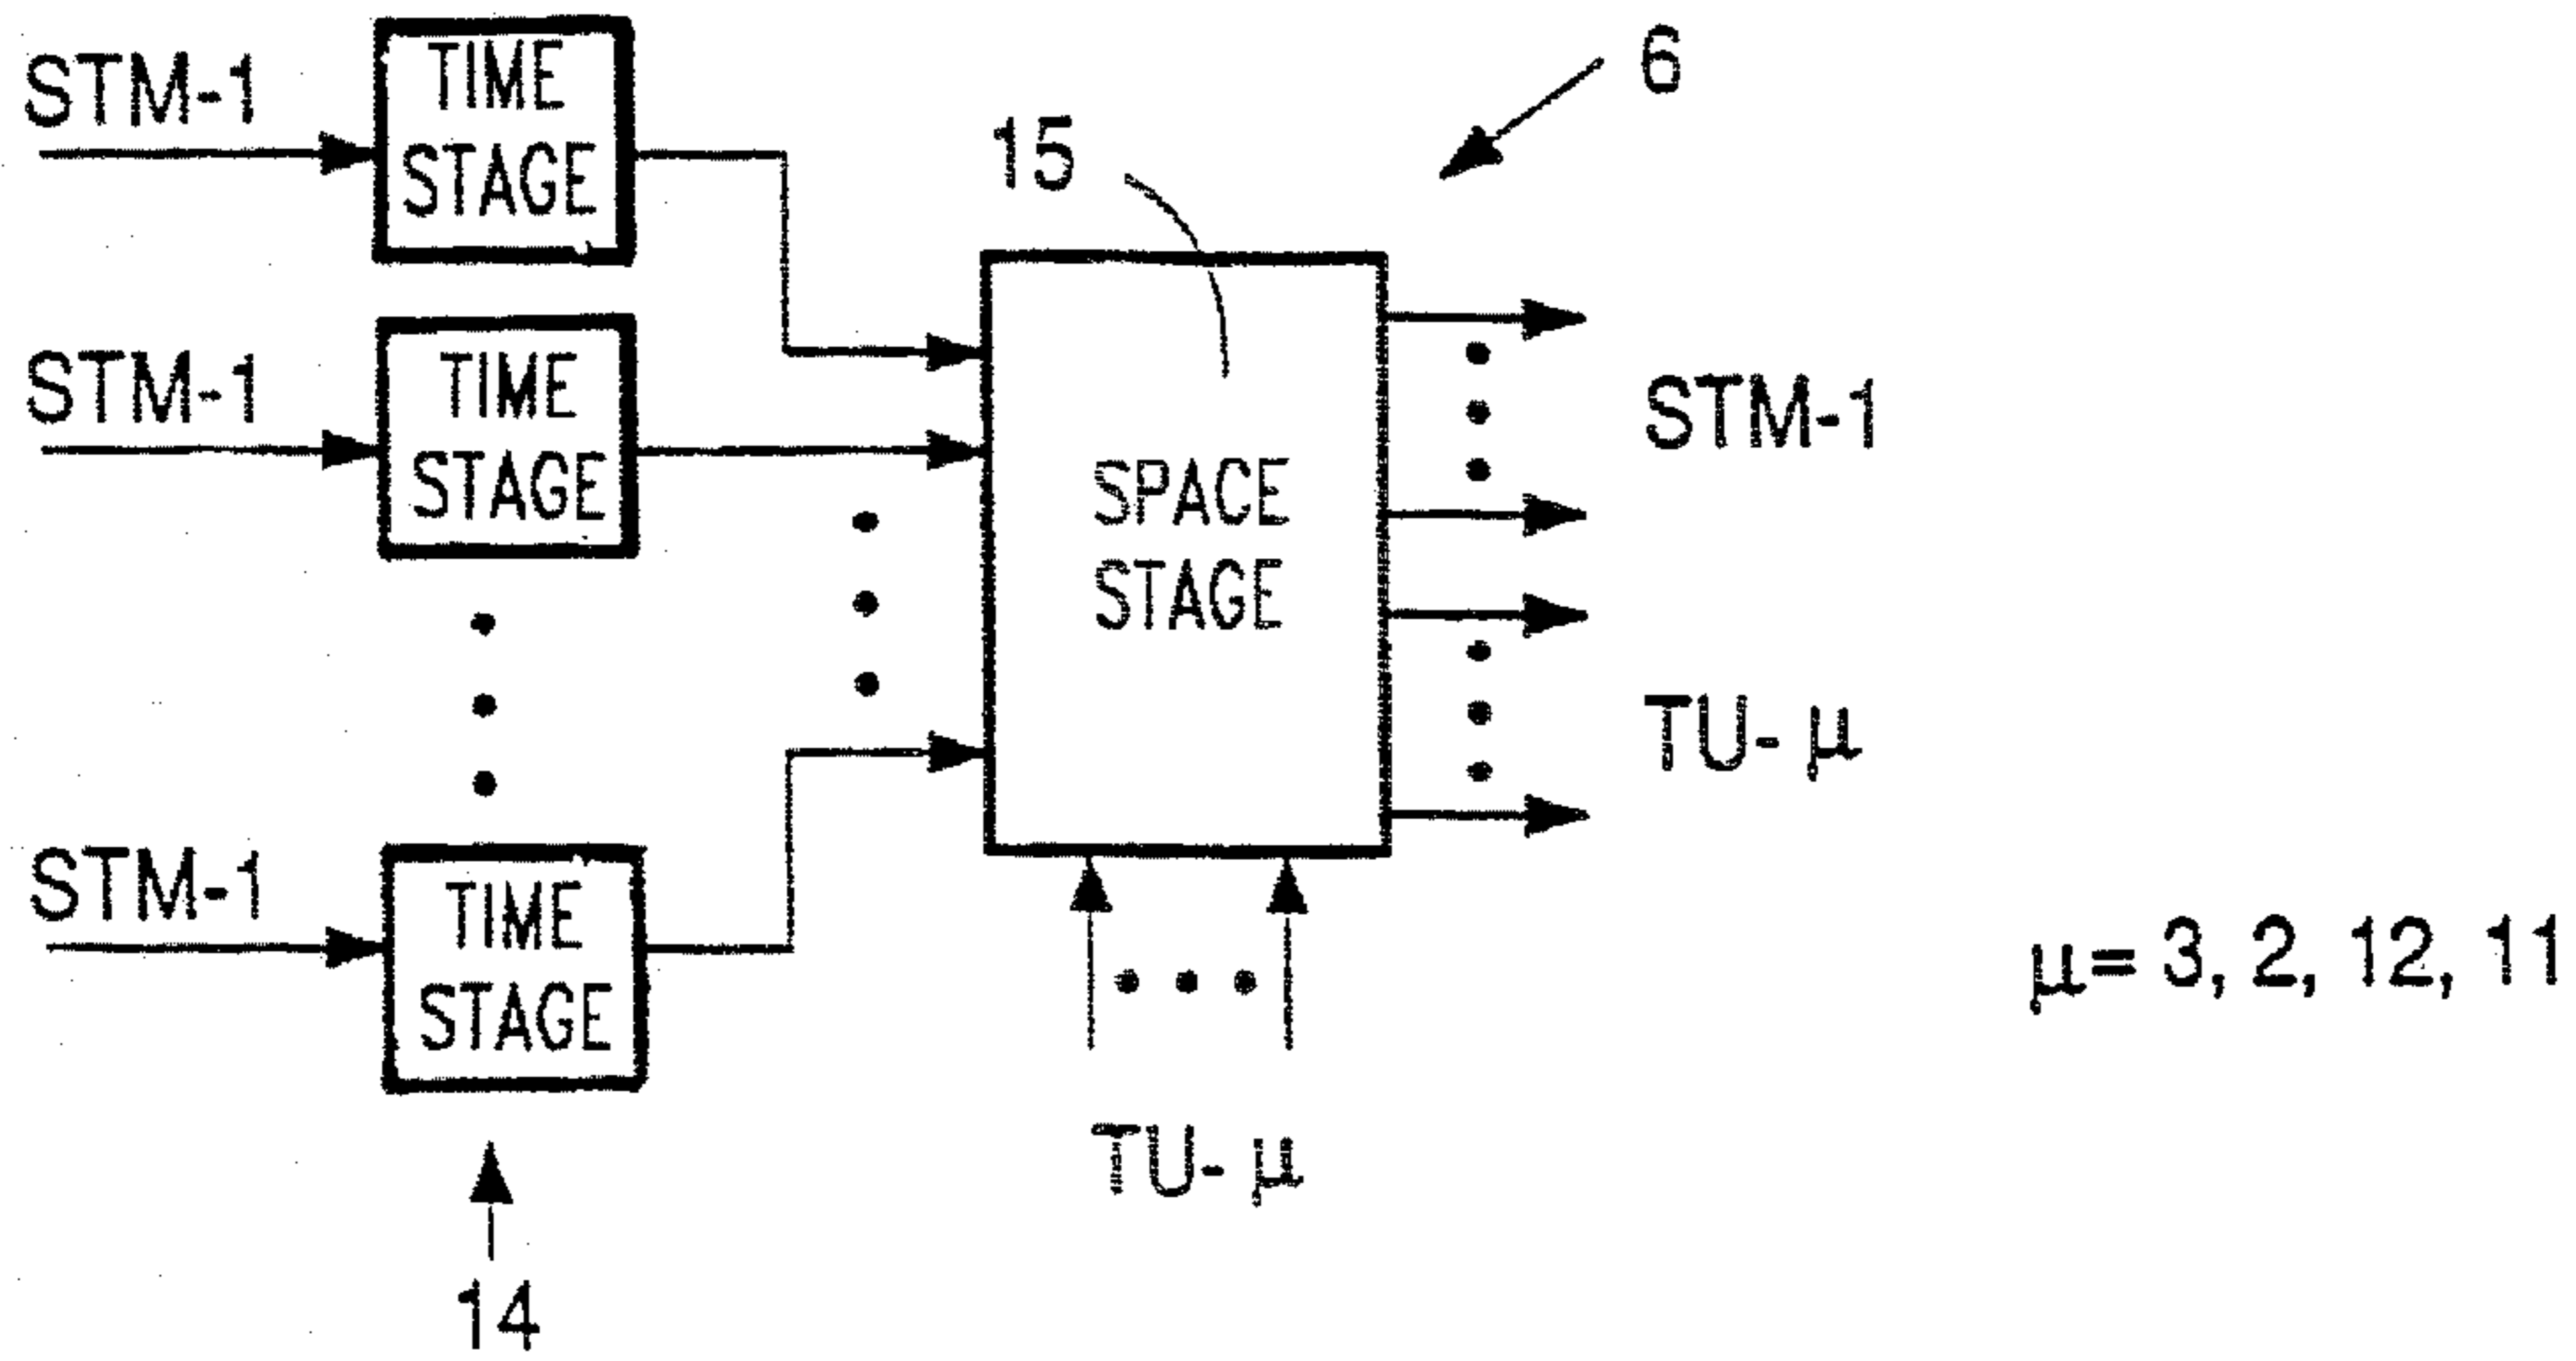 STM-1
TIME
STAGE
6
15
STM-1
TIME
STAGE
SPACE
STAGE
STM-1
TU- μ
STM-1
TIME
STAGE
μ= 3, 2, 12, 11
TU- μ
14